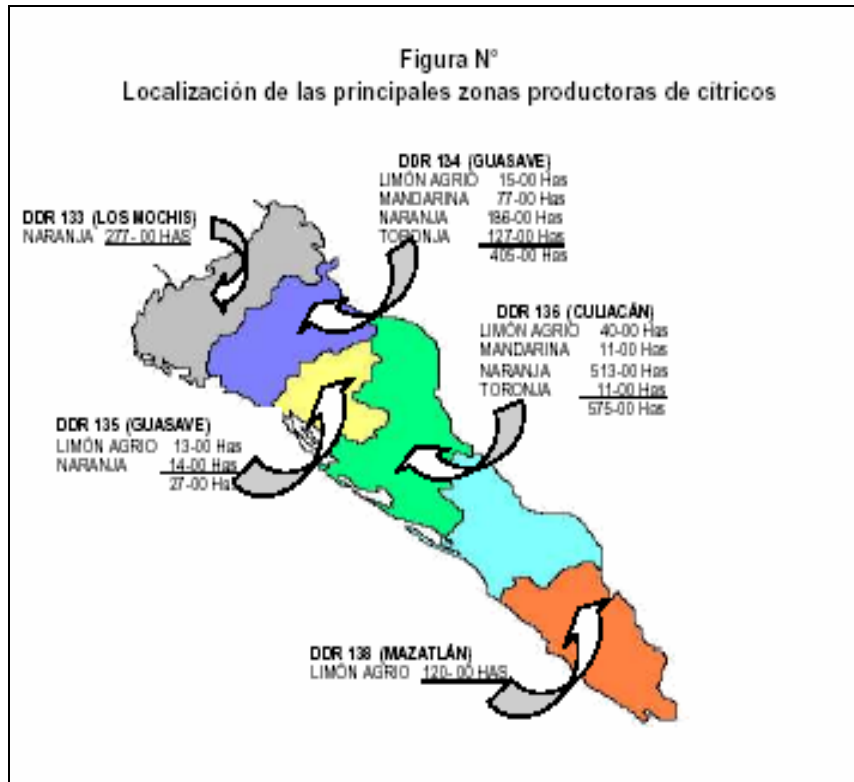 Figura N°
Localización de las principales zonas productoras de cítricos
DDR 134 (GUASAVE)
LIMÓN AGRIO 15-00 Has
MANDARINA 77-00 Has
NARANJA 186-00 Has
TORONJA 127-00 Has
405-00 Has
DDR 133 (LOS MOCHIS)
NARANJA 277-00 HAS
DDR 136 (CULIACÁN)
LIMÓN AGRIO 40-00 Has
MANDARINA 11-00 Has
NARANJA 513-00 Has
TORONJA 11-00 Has
575-00 Has
DDR 135 (GUASAVE)
LIMÓN AGRIO 13-00 Has
NARANJA 14-00 Has
27-00 Has
DDR 138 (MAZATLÁN)
LIMÓN AGRIO 120-00 HAS